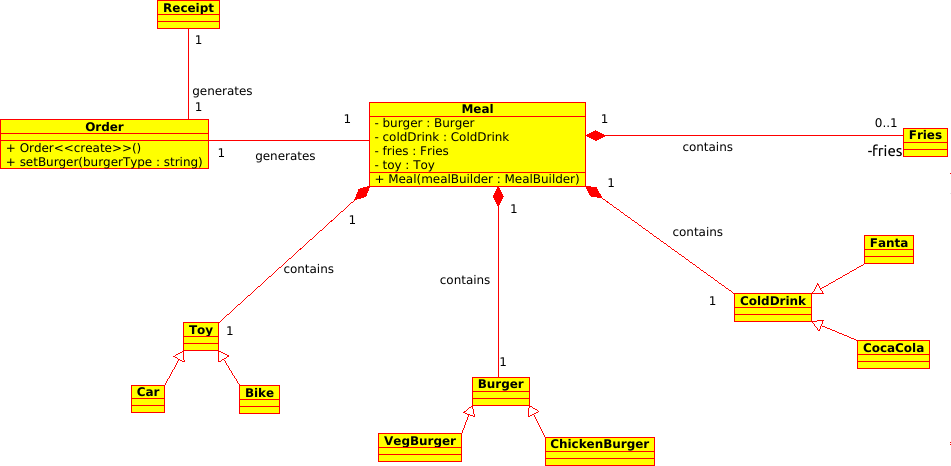 Receipt
1
generates
1
Order
+ Order<<create>>()
+ setBurger(burgerType : string)
1
generates
1
Meal
- burger : Burger
- coldDrink : ColdDrink
- fries : Fries
- toy : Toy
+ Meal(mealBuilder : MealBuilder)
1
contains
0..1
-fries
Fries
1
contains
1
Toy
Car
Bike
1
contains
1
Burger
VegBurger
ChickenBurger
1
contains
1
ColdDrink
Fanta
CocaCola